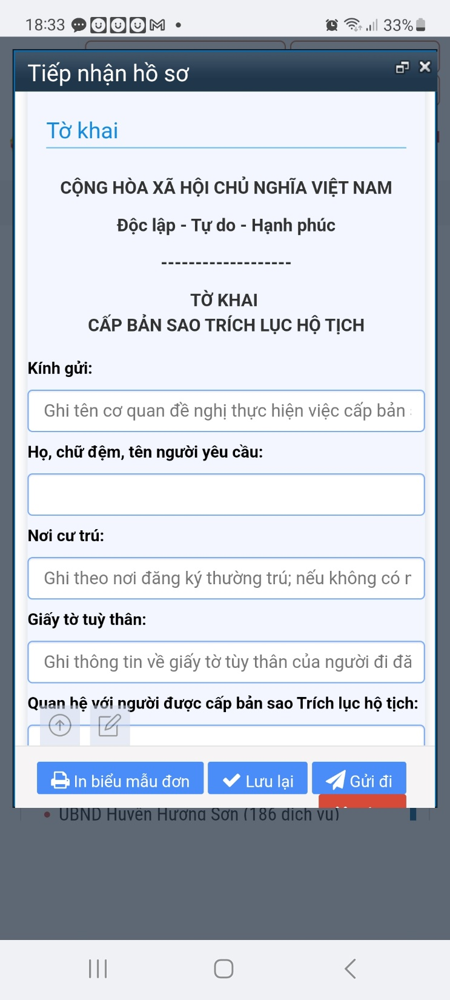 18:33
33%
Tiếp nhận hồ sơ
Tờ khai
CỘNG HÒA XÃ HỘI CHỦ NGHĨA VIỆT NAM
Độc lập - Tự do - Hạnh phúc
-------------------
TỜ KHAI
CẤP BẢN SAO TRÍCH LỤC HỘ TỊCH
Kính gửi:
Ghi tên cơ quan đề nghị thực hiện việc cấp bản
Họ, chữ đệm, tên người yêu cầu:
Nơi cư trú:
Ghi theo nơi đăng ký thường trú; nếu không có
Giấy tờ tuỳ thân:
Ghi thông tin về giấy tờ tùy thân của người đi đă
Quan hệ với người được cấp bản sao Trích lục hộ tịch:
In biểu mẫu đơn
Lưu lại
Gửi đi
UBND Huyện Hương Sơn (186 dịch vụ)